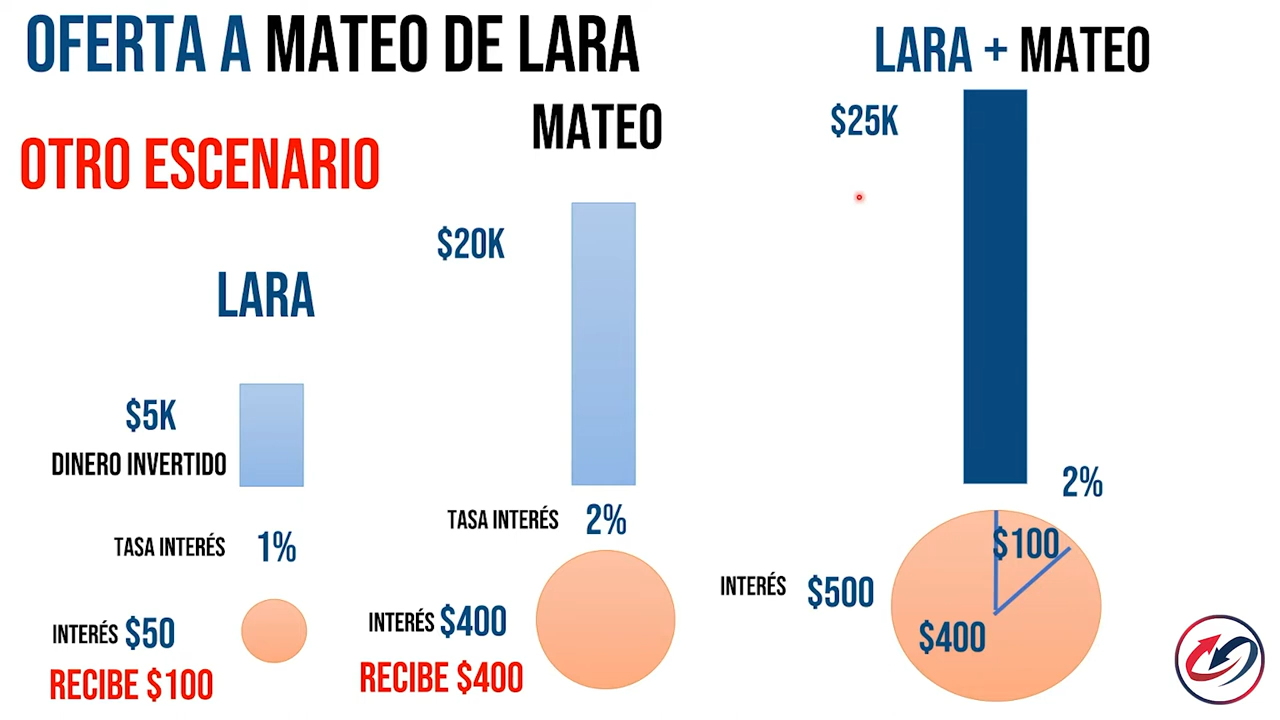 OFERTA A MATEO DE LARA
OTRO ESCENARIO
LARA
$5K
DINERO INVERTIDO
TASA INTERÉS 1%
INTERÉS $50
RECIBE $100
MATEO
$20K
TASA INTERÉS 2%
INTERÉS $400
RECIBE $400
LARA + MATEO
$25K
2%
INTERÉS $500
$100
$400